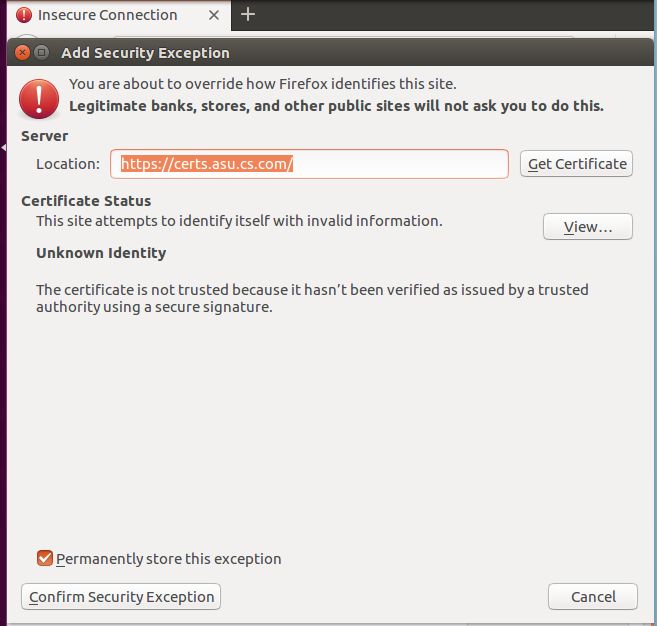 Insecure Connection
Add Security Exception
You are about to override how Firefox identifies this site.
Legitimate banks, stores, and other public sites will not ask you to do this.
Server
Location: https://certs.asu.cs.com/ Get Certificate
Certificate Status
This site attempts to identify itself with invalid information.
View…
Unknown Identity
The certificate is not trusted because it hasn’t been verified as issued by a trusted
authority using a secure signature.
Permanently store this exception
Confirm Security Exception Cancel